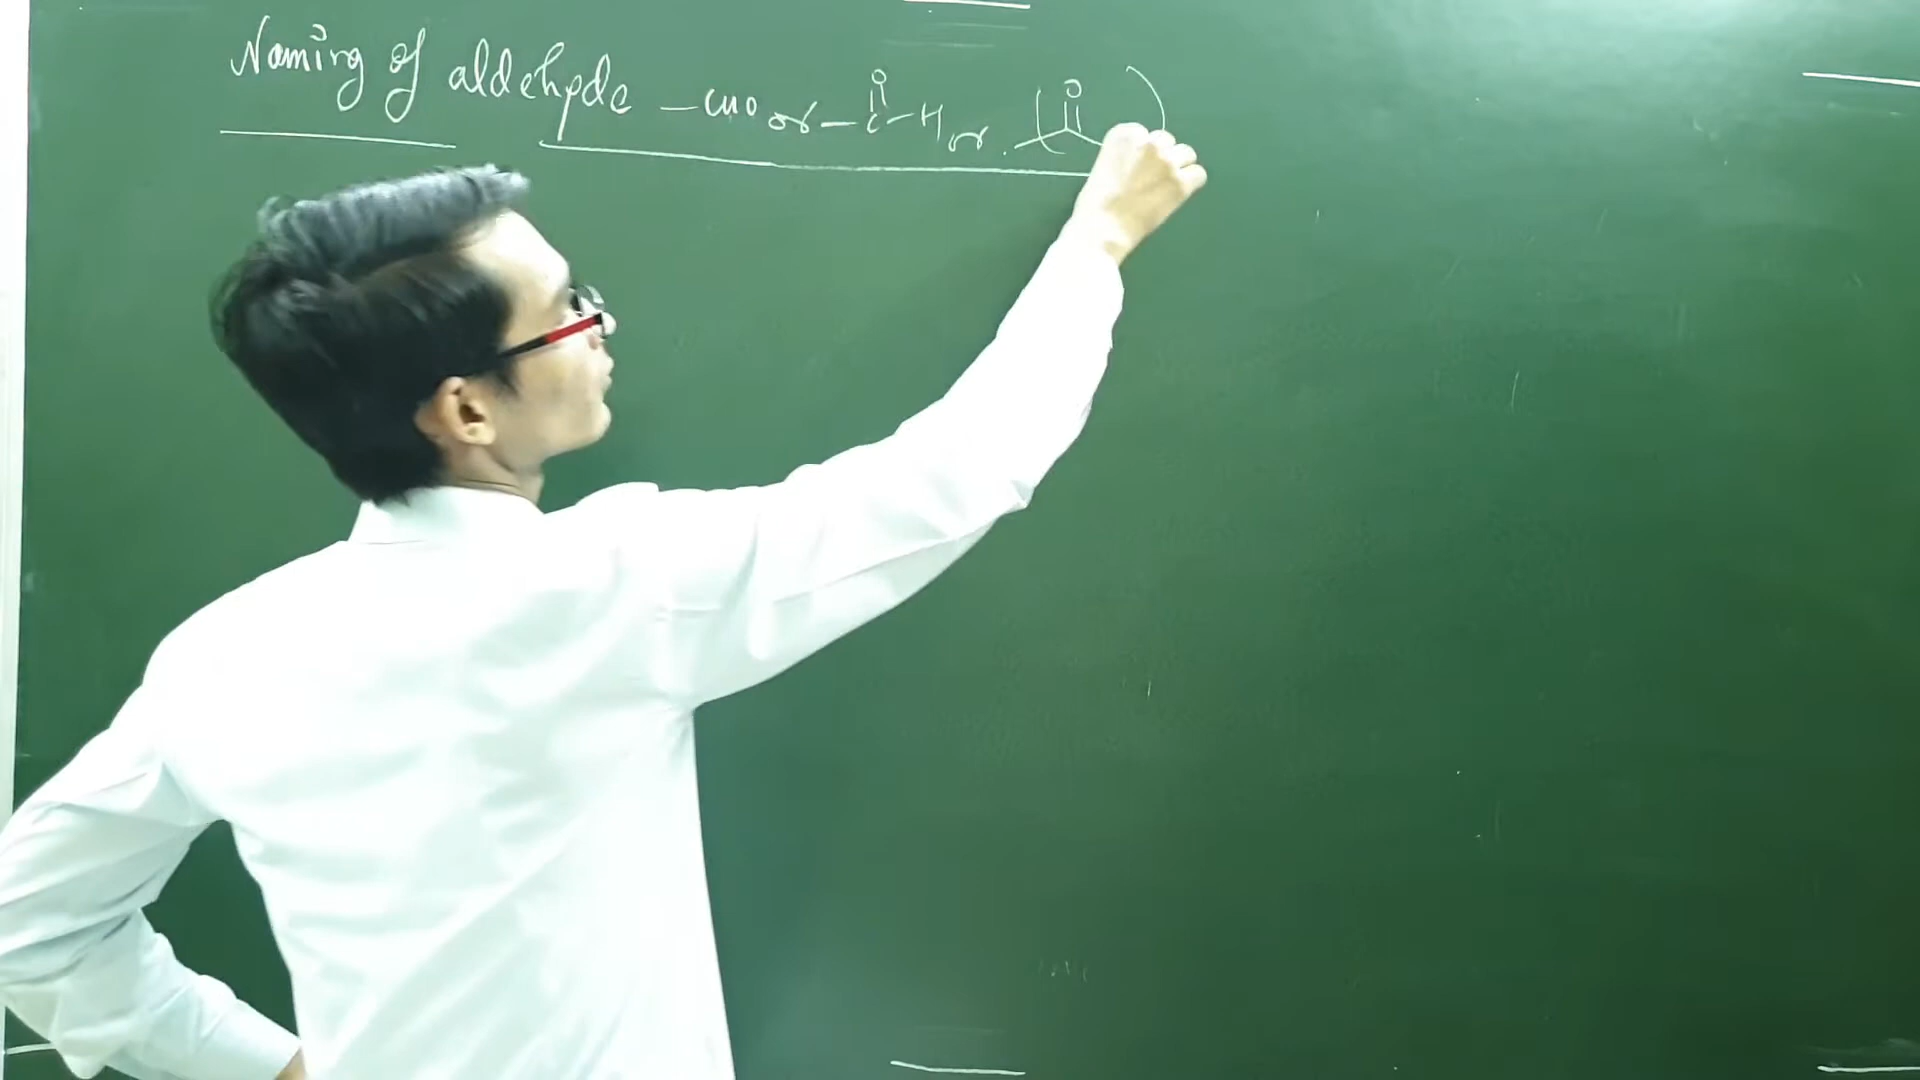 Naming of aldehyde –CHO or –C(=O)–H or